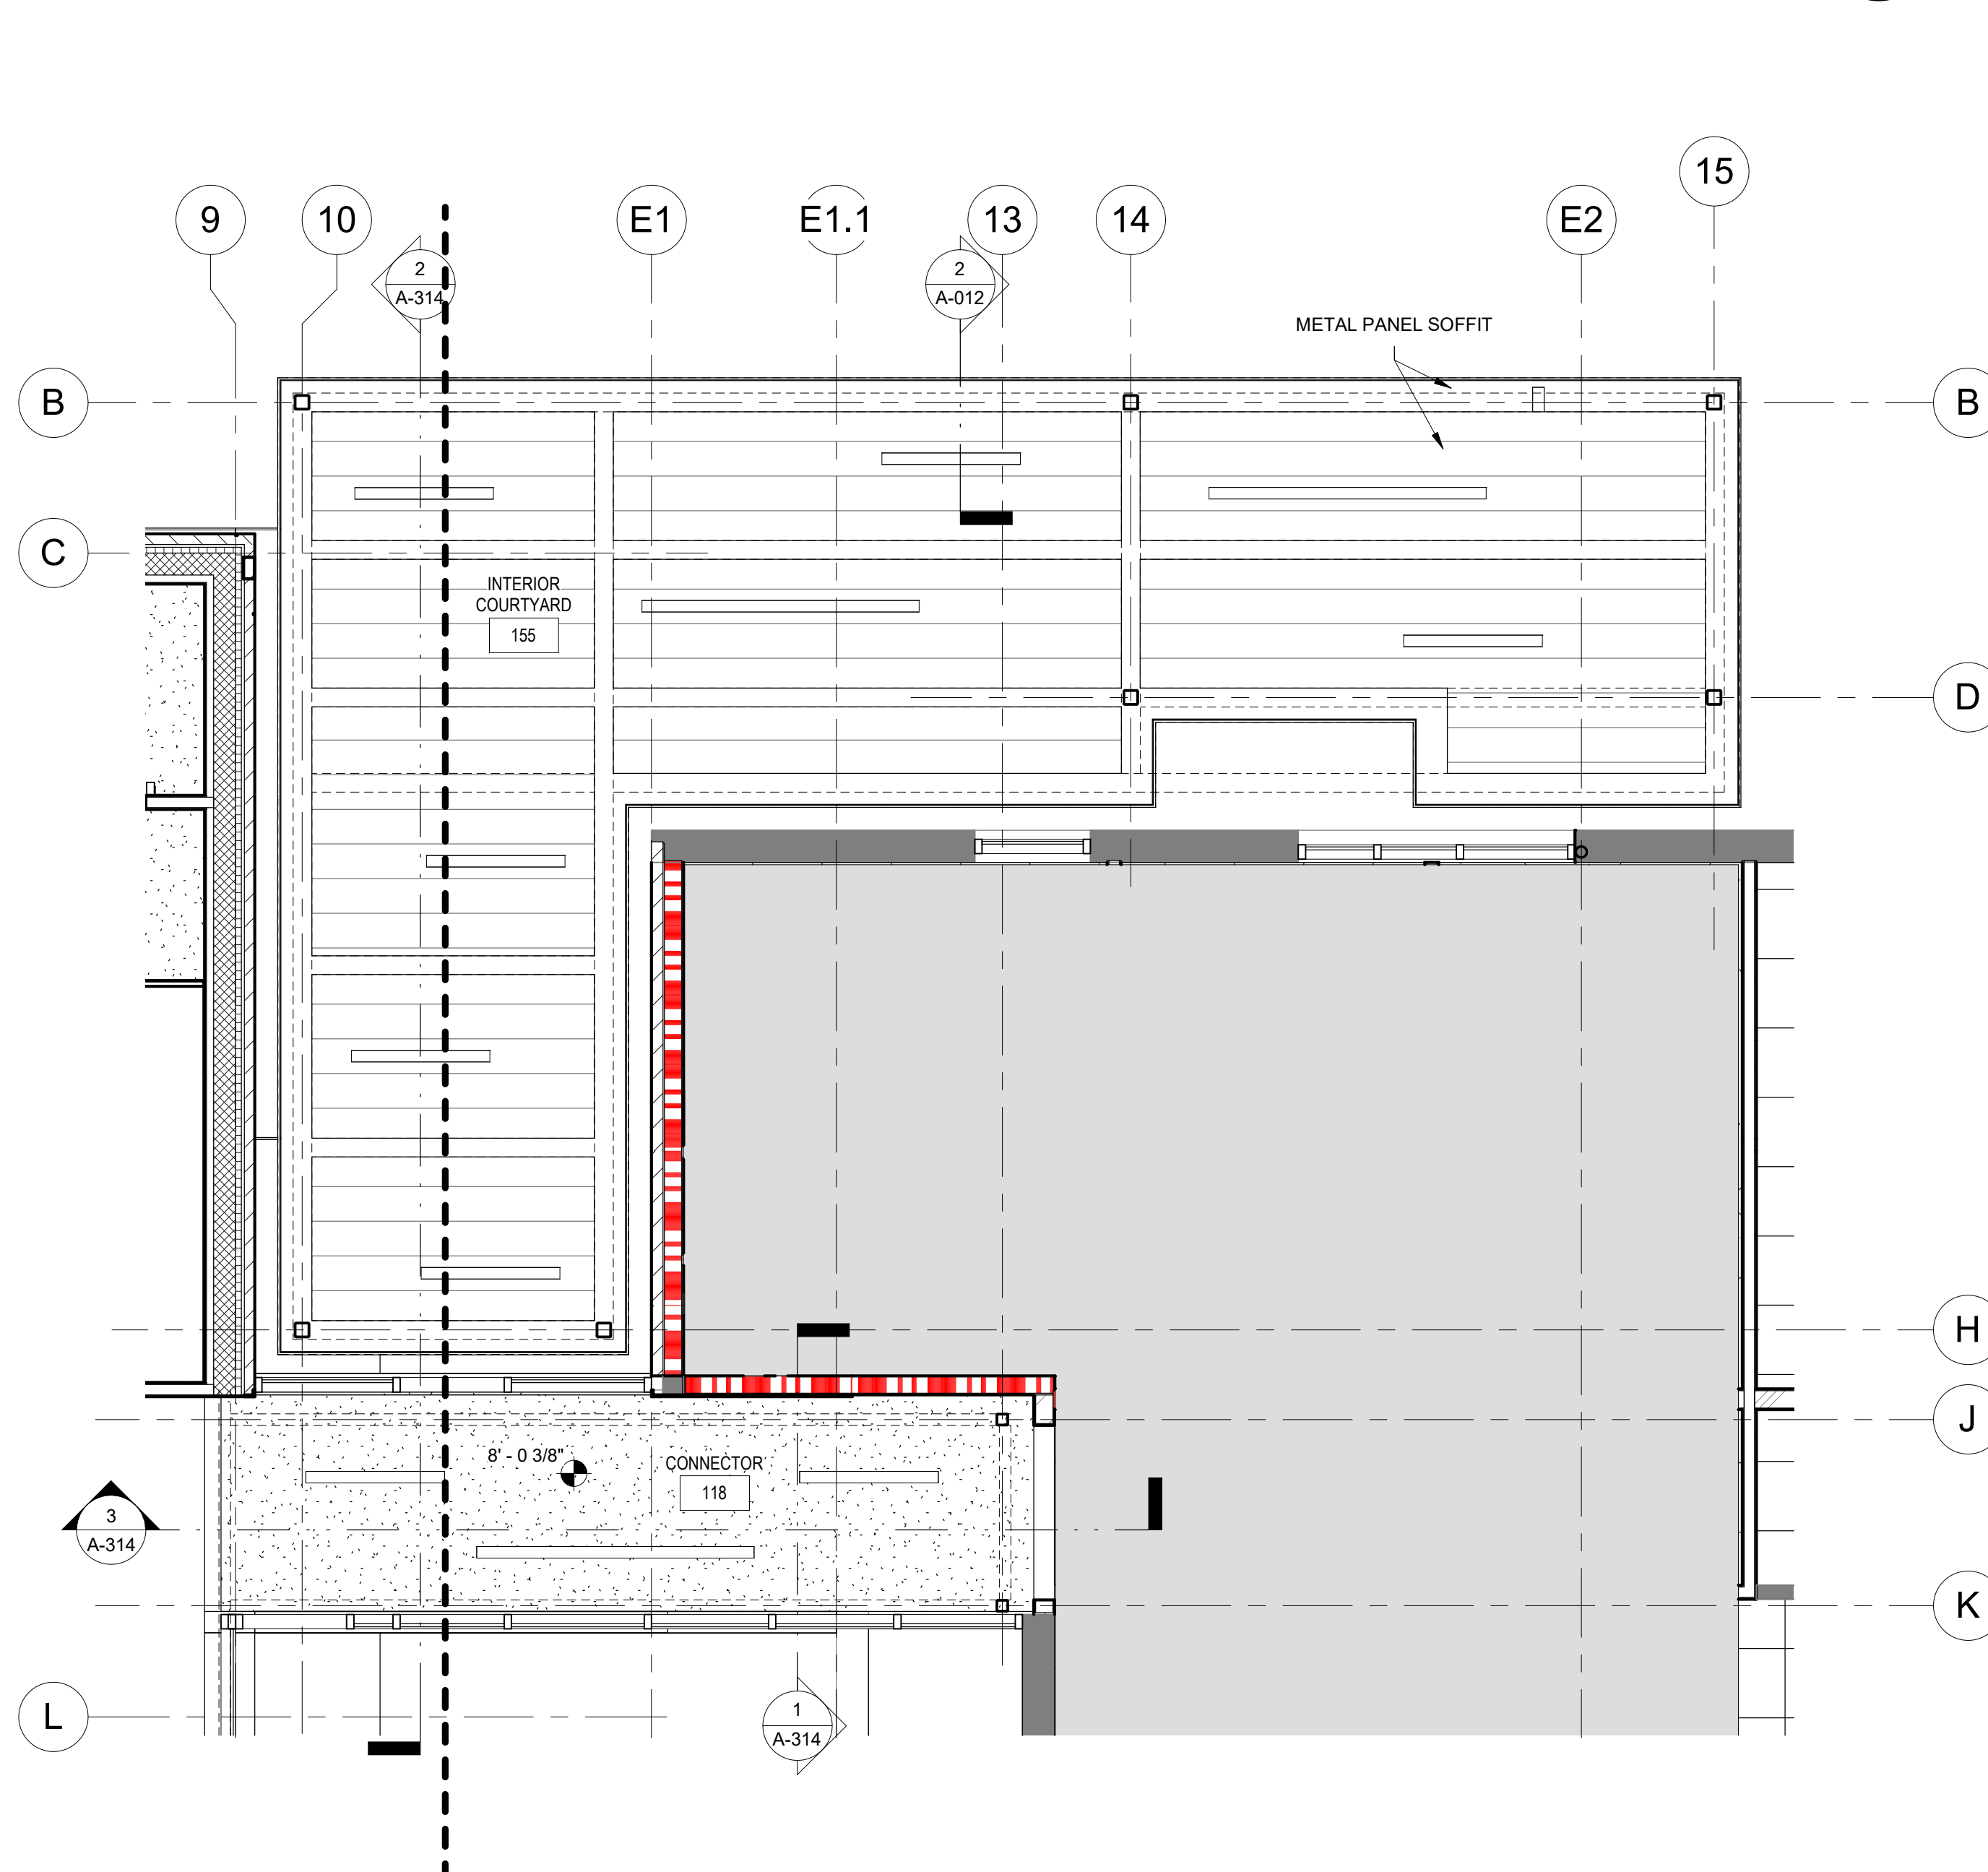 15
9
10
E1
E1.1
13
14
E2
2
A-314
2
A-012
METAL PANEL SOFFIT
B
B
C
INTERIOR
COURTYARD
155
D
H
J
8' - 0 3/8"
CONNECTOR
118
3
A-314
K
L
1
A-314